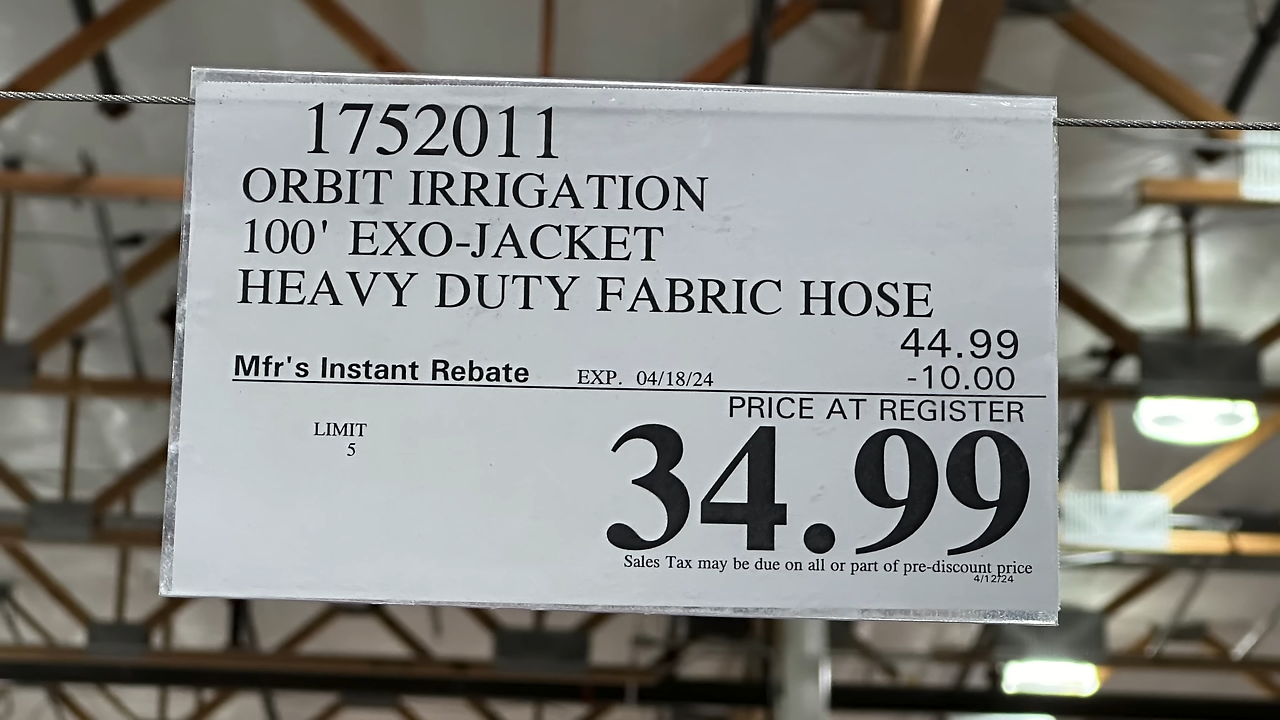 1752011
ORBIT IRRIGATION
100' EXO-JACKET
HEAVY DUTY FABRIC HOSE
44.99
Mfr's Instant Rebate EXP. 04/18/24 -10.00
PRICE AT REGISTER
LIMIT
5
34.99
Sales Tax may be due on all or part of pre-discount price
4/12/24